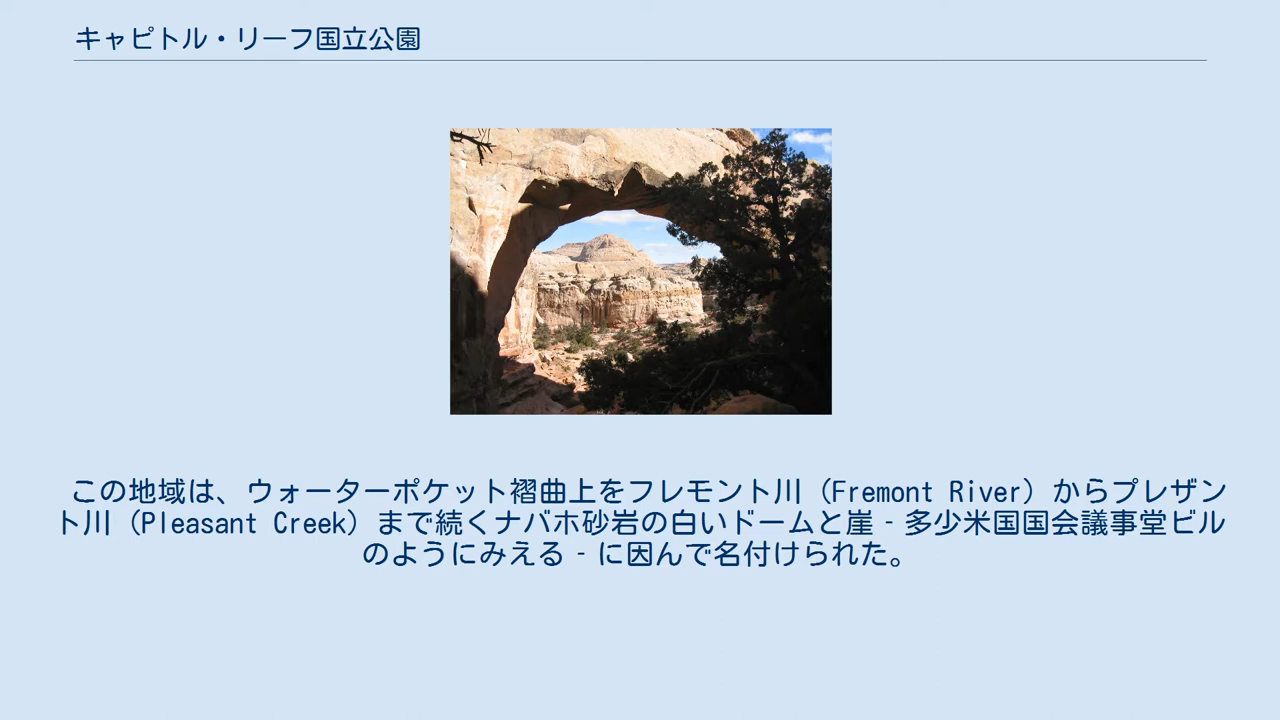 キャピトル・リーフ国立公園
この地域は、ウォーターポケット褶曲上をフレモント川（Fremont River）からプレザン
ト川（Pleasant Creek）まで続くナバホ砂岩の白いドームと崖 - 多少米国国会議事堂ビル
のようにみえる - に因んで名付けられた。